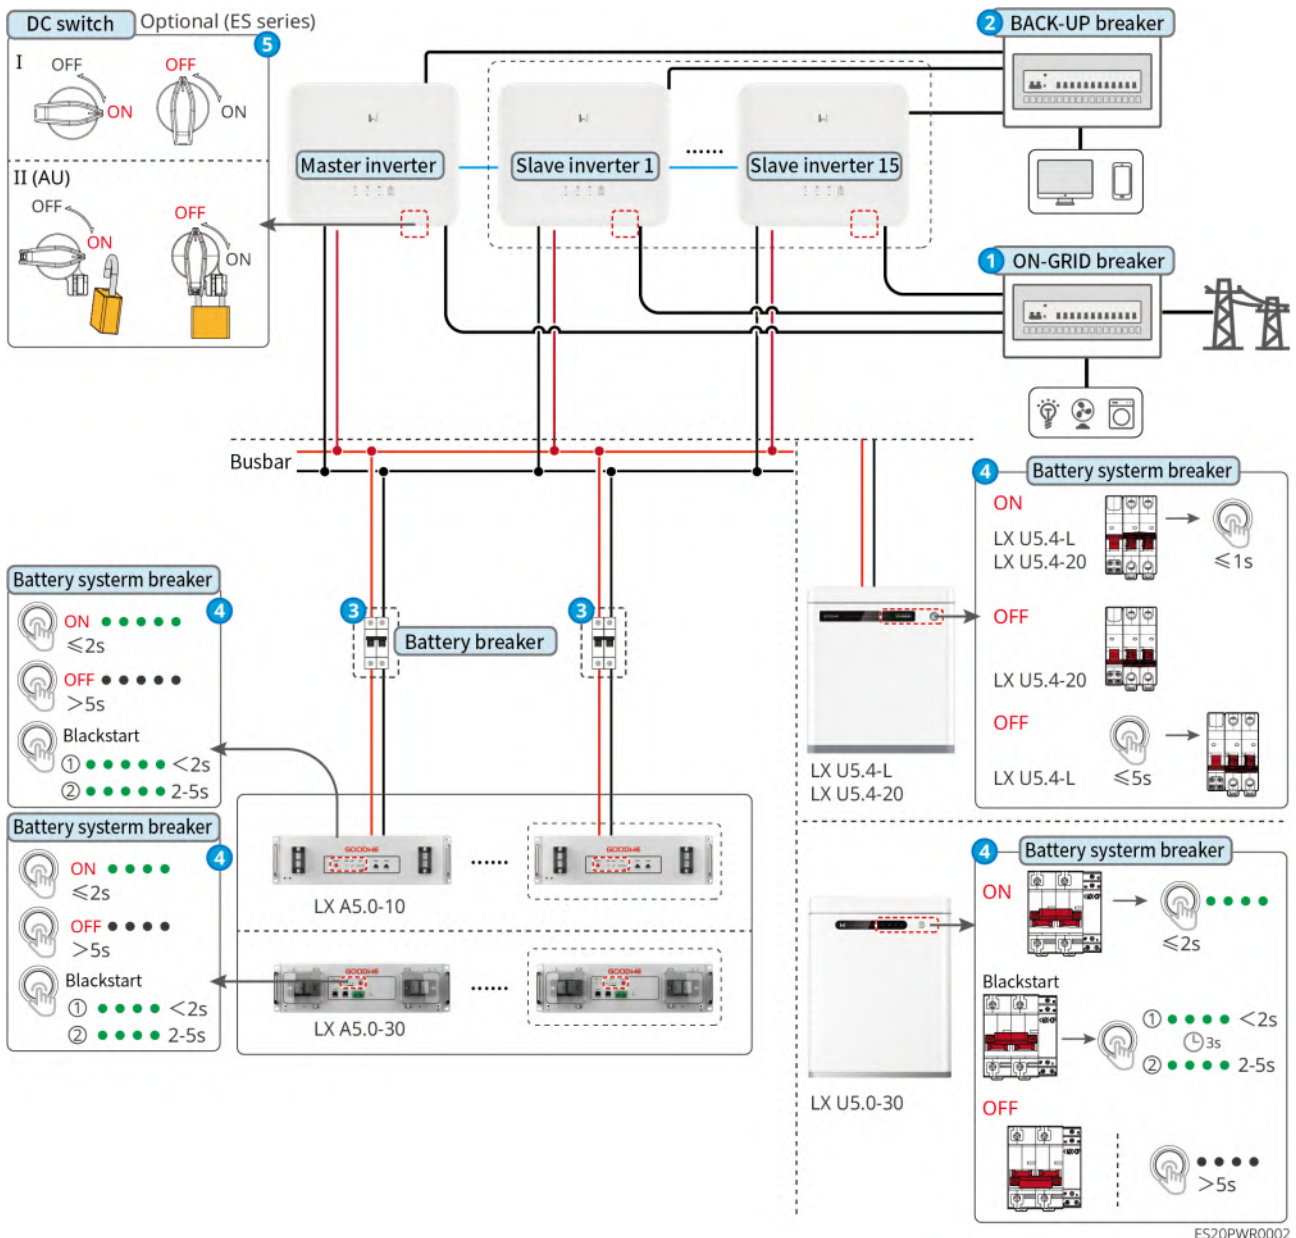 DC switch
Optional (ES series)
5
I
OFF
ON
OFF
ON
II (AU)
OFF
ON
OFF
ON
Master inverter
Slave inverter 1
......
Slave inverter 15
2 BACK-UP breaker
1 ON-GRID breaker
Busbar
3
Battery breaker
3
Battery systerm breaker
4
ON
≤2s
OFF
>5s
Blackstart
① <2s
② 2-5s
Battery systerm breaker
4
ON
≤2s
OFF
>5s
Blackstart
① <2s
② 2-5s
GOODWE
......
GOODWE
LX A5.0-10
GOODWE
......
GOODWE
LX A5.0-30
LX U5.4-L
LX U5.4-20
4 Battery systerm breaker
ON
LX U5.4-L
LX U5.4-20
≤1s
OFF
LX U5.4-20
OFF
LX U5.4-L
≤5s
LX U5.0-30
4 Battery systerm breaker
ON
≤2s
Blackstart
① <2s
3s
② 2-5s
OFF
>5s
ES20PWR0002